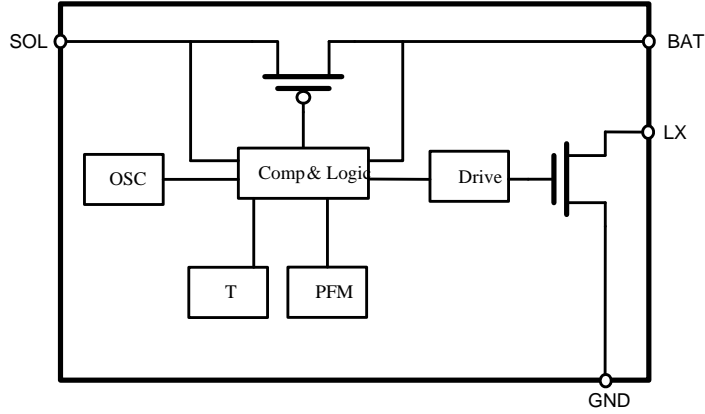 SOL
BAT
LX
OSC
Comp& Logic
Drive
T
PFM
GND